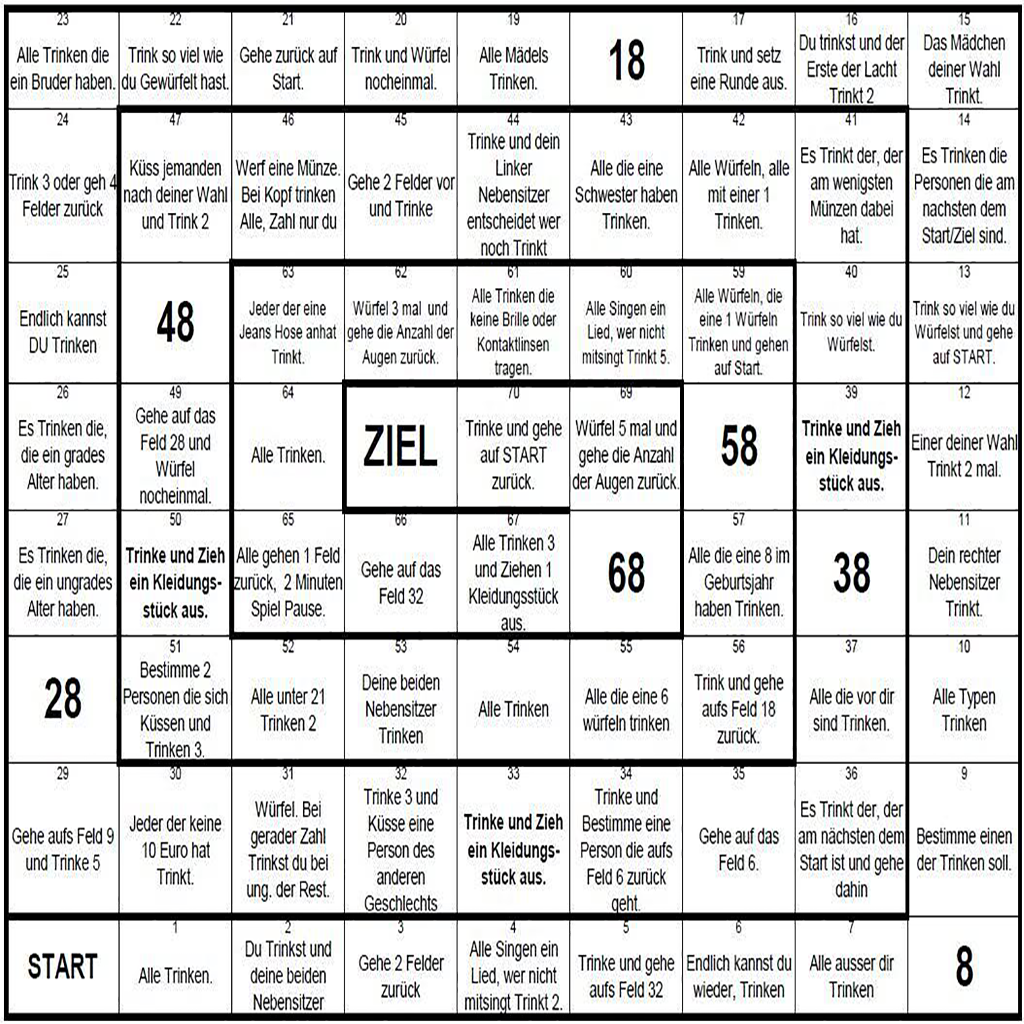 23
Alle Trinken die
ein Bruder haben.
22
Trink so viel wie
du Gewürfelt hast.
21
Gehe zurück auf
Start.
20
Trink und Würfel
nocheinmal.
19
Alle Mädels
Trinken.
18
17
Trink und setz
eine Runde aus.
16
Du trinkst und der
Erste der Lacht
Trinkt 2
15
Das Mädchen
deiner Wahl
Trinkt.
24
Trink 3 oder geh 4
Felder zurück
47
Küss jemanden
nach deiner Wahl
und Trink 2
46
Werf eine Münze.
Bei Kopf trinken
Alle, Zahl nur du
45
Gehe 2 Felder vor
und Trinke
44
Trinke und dein
Linker
Nebensitzer
entscheidet wer
noch Trinkt
43
Alle die eine
Schwester haben
Trinken.
42
Alle Würfeln, alle
mit einer 1
Trinken.
41
Es Trinkt der, der
am wenigsten
Münzen dabei
hat.
14
Es Trinken die
Personen die am
nachsten dem
Start/Ziel sind.
25
Endlich kannst
DU Trinken
48
63
Jeder der eine
Jeans Hose anhat
Trinkt.
62
Würfel 3 mal und
gehe die Anzahl der
Augen zurück.
61
Alle Trinken die
keine Brille oder
Kontaktlinsen
tragen.
60
Alle Singen ein
Lied, wer nicht
mitsingt Trinkt 5.
59
Alle Würfeln, die
eine 1 Würfeln
Trinken und gehen
auf Start.
40
Trink so viel wie du
Würfelst.
13
Trink so viel wie du
Würfelst und gehe
auf START.
26
Es Trinken die,
die ein grades
Alter haben.
49
Gehe auf das
Feld 28 und
Würfel
nocheinmal.
64
Alle Trinken.
ZIEL
70
Trinke und gehe
auf START
zurück.
69
Würfel 5 mal und
gehe die Anzahl
der Augen zurück.
58
39
Trinke und Zieh
ein Kleidungs-
stück aus.
12
Einer deiner Wahl
Trinkt 2 mal.
27
Es Trinken die,
die ein ungrades
Alter haben.
50
Trinke und Zieh
ein Kleidungs-
stück aus.
65
Alle gehen 1 Feld
zurück, 2 Minuten
Spiel Pause.
66
Gehe auf das
Feld 32
67
Alle Trinken 3
und Ziehen 1
Kleidungsstück
aus.
68
57
Alle die eine 8 im
Geburtsjahr
haben Trinken.
38
11
Dein rechter
Nebensitzer
Trinkt.
28
51
Bestimme 2
Personen die sich
Küssen und
Trinken 3.
52
Alle unter 21
Trinken 2
53
Deine beiden
Nebensitzer
Trinken
54
Alle Trinken
55
Alle die eine 6
würfeln trinken
56
Trink und gehe
aufs Feld 18
zurück.
37
Alle die vor dir
sind Trinken.
10
Alle Typen
Trinken
29
Gehe aufs Feld 9
und Trinke 5
30
Jeder der keine
10 Euro hat
Trinkt.
31
Würfel. Bei
gerader Zahl
Trinkst du bei
ung. der Rest.
32
Trinke 3 und
Küsse eine
Person des
anderen
Geschlechts
33
Trinke und Zieh
ein Kleidungs-
stück aus.
34
Trinke und
Bestimme eine
Person die aufs
Feld 6 zurück
geht.
35
Gehe auf das
Feld 6.
36
Es Trinkt der, der
am nächsten dem
Start ist und gehe
dahin
9
Bestimme einen
der Trinken soll.
START
1
Alle Trinken.
2
Du Trinkst und
deine beiden
Nebensitzer
3
Gehe 2 Felder
zurück
4
Alle Singen ein
Lied, wer nicht
mitsingt Trinkt 2.
5
Trinke und gehe
aufs Feld 32
6
Endlich kannst du
wieder, Trinken
7
Alle ausser dir
Trinken
8